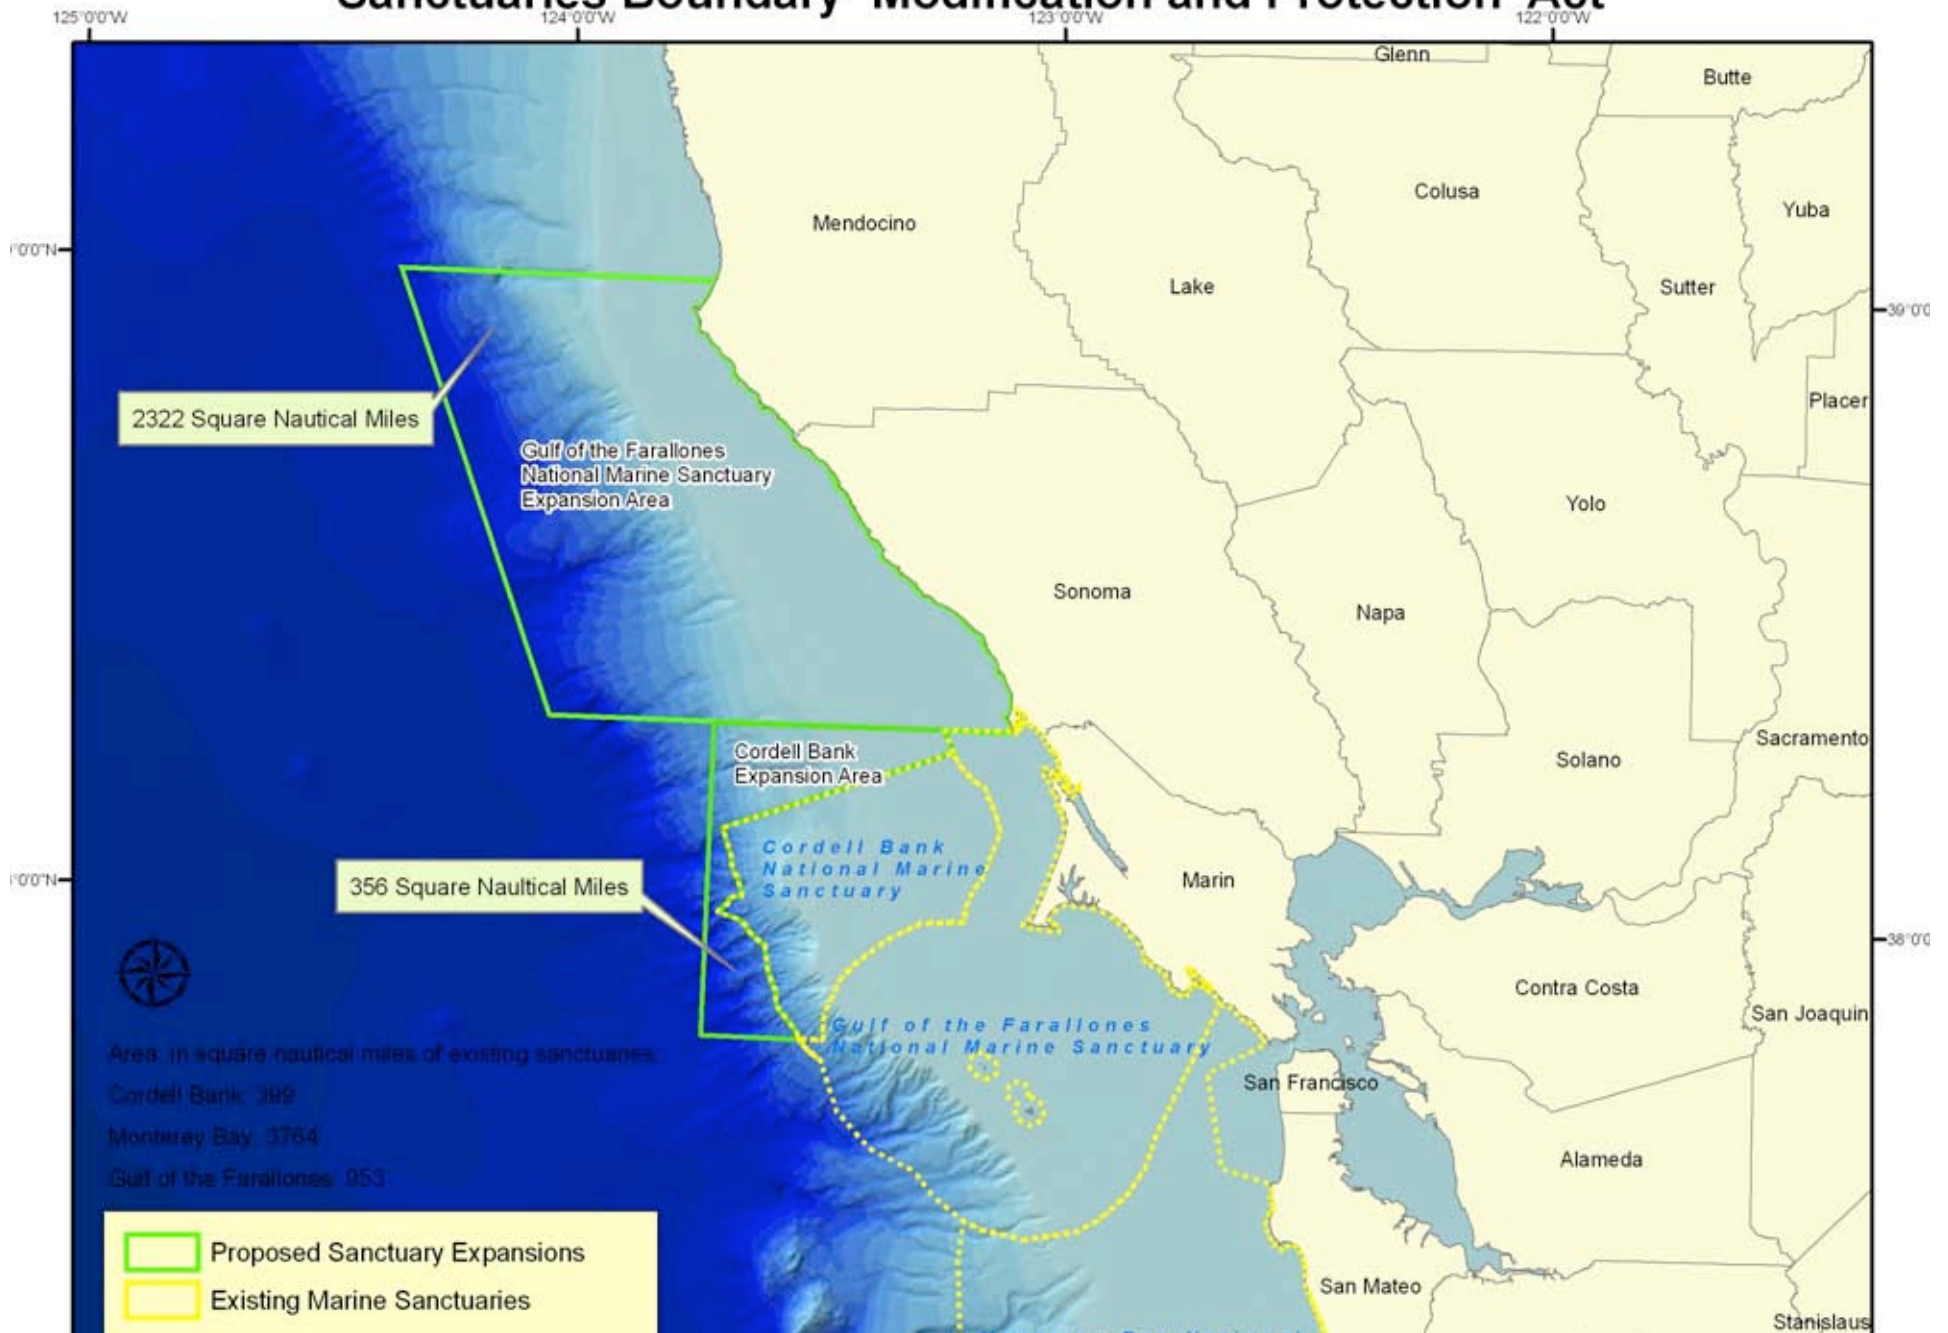 Sanctuaries Boundary Modification and Protection Act
125°0'0"W
124°0'0"W
123°0'0"W
122°0'0"W
Glenn
Butte
Colusa
Yuba
Mendocino
°0'0"N
Lake
Sutter
39°0'0
Placer
2322 Square Nautical Miles
Gulf of the Farallones
National Marine Sanctuary
Expansion Area
Yolo
Sonoma
Napa
Sacramento
Cordell Bank
Expansion Area
Solano
Cordell Bank
National Marine
Sanctuary
356 Square Naultical Miles
°0'0"N
Marin
38°0'0
Contra Costa
San Joaquin
Gulf of the Farallones
National Marine Sanctuary
Area in square nautical miles of existing sanctuaries:
Cordell Bank: 399
Monterey Bay: 3764
Gulf of the Farallones: 953
San Francisco
Alameda
Proposed Sanctuary Expansions
Existing Marine Sanctuaries
San Mateo
Stanislaus